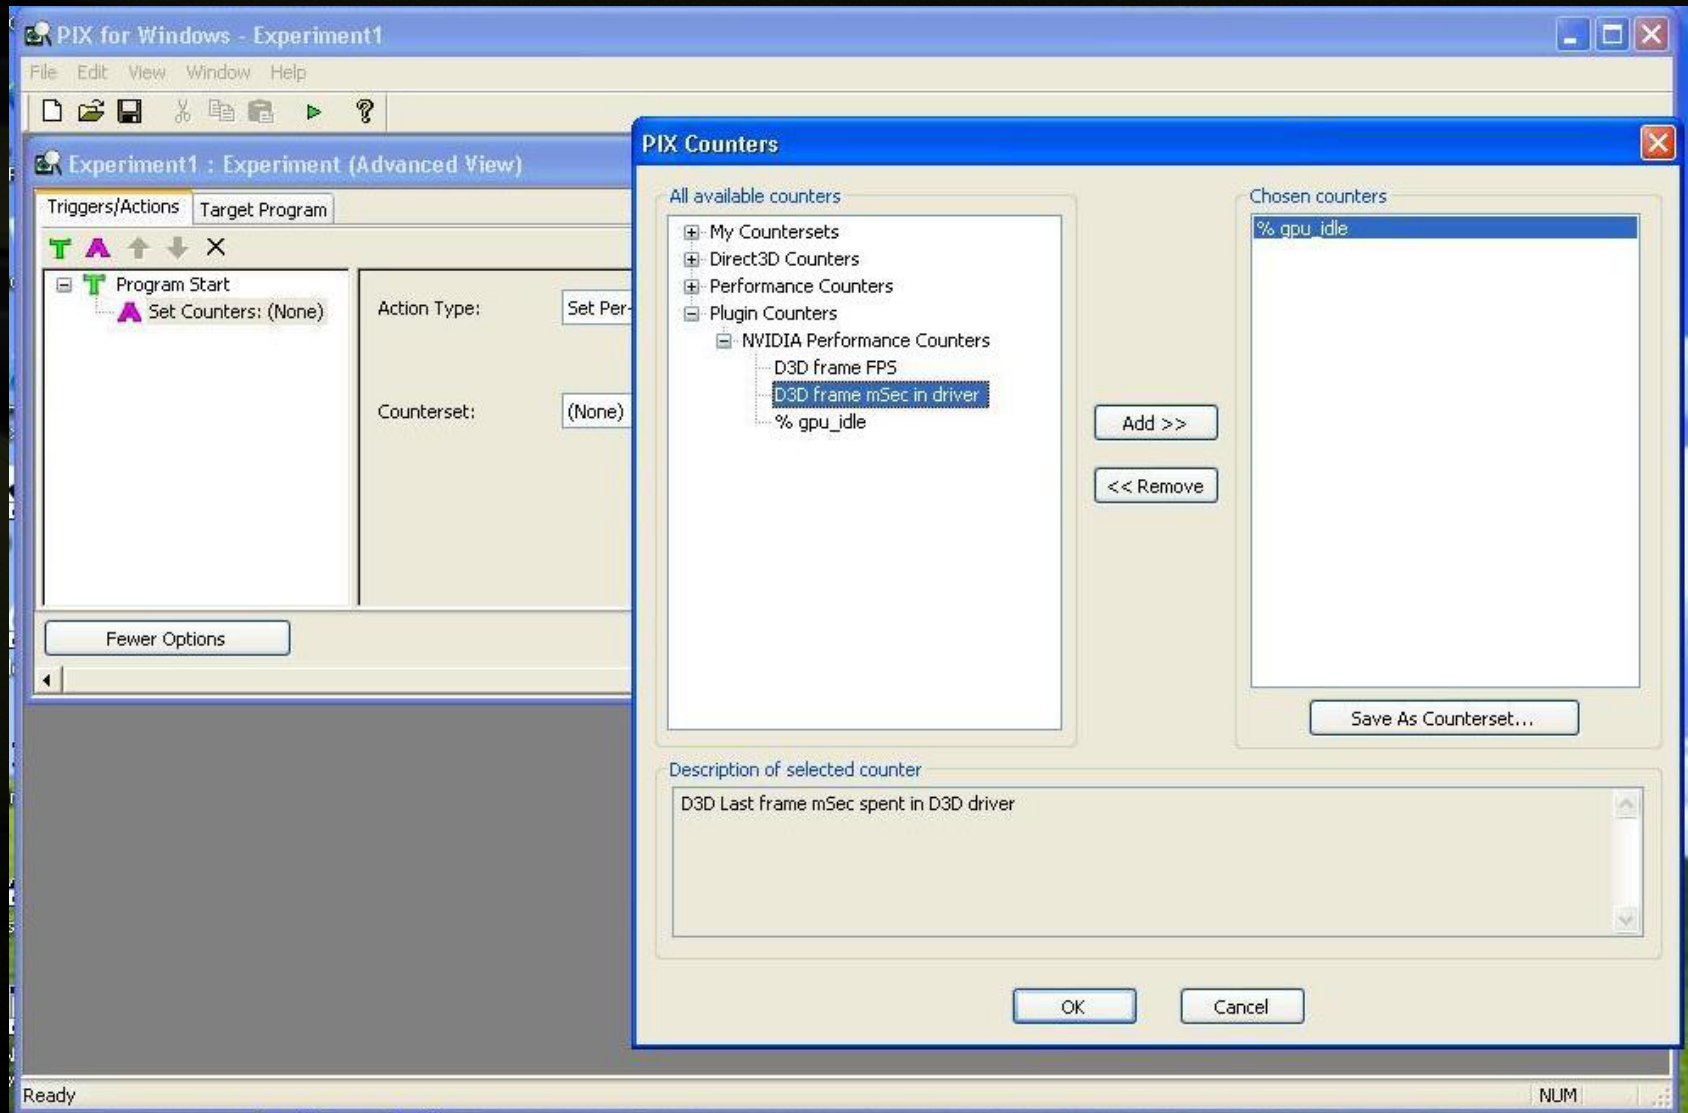 PIX for Windows - Experiment1
File Edit View Window Help
Experiment1 : Experiment (Advanced View)
Triggers/Actions Target Program
Program Start
Set Counters: (None)
Action Type: Set Per-
Counterset: (None)
Fewer Options
PIX Counters
All available counters
My Countersets
Direct3D Counters
Performance Counters
Plugin Counters
NVIDIA Performance Counters
D3D frame FPS
D3D frame mSec in driver
% gpu_idle
Add >>
<< Remove
Chosen counters
% gpu_idle
Save As Counterset...
Description of selected counter
D3D Last frame mSec spent in D3D driver
OK Cancel
Ready NUM